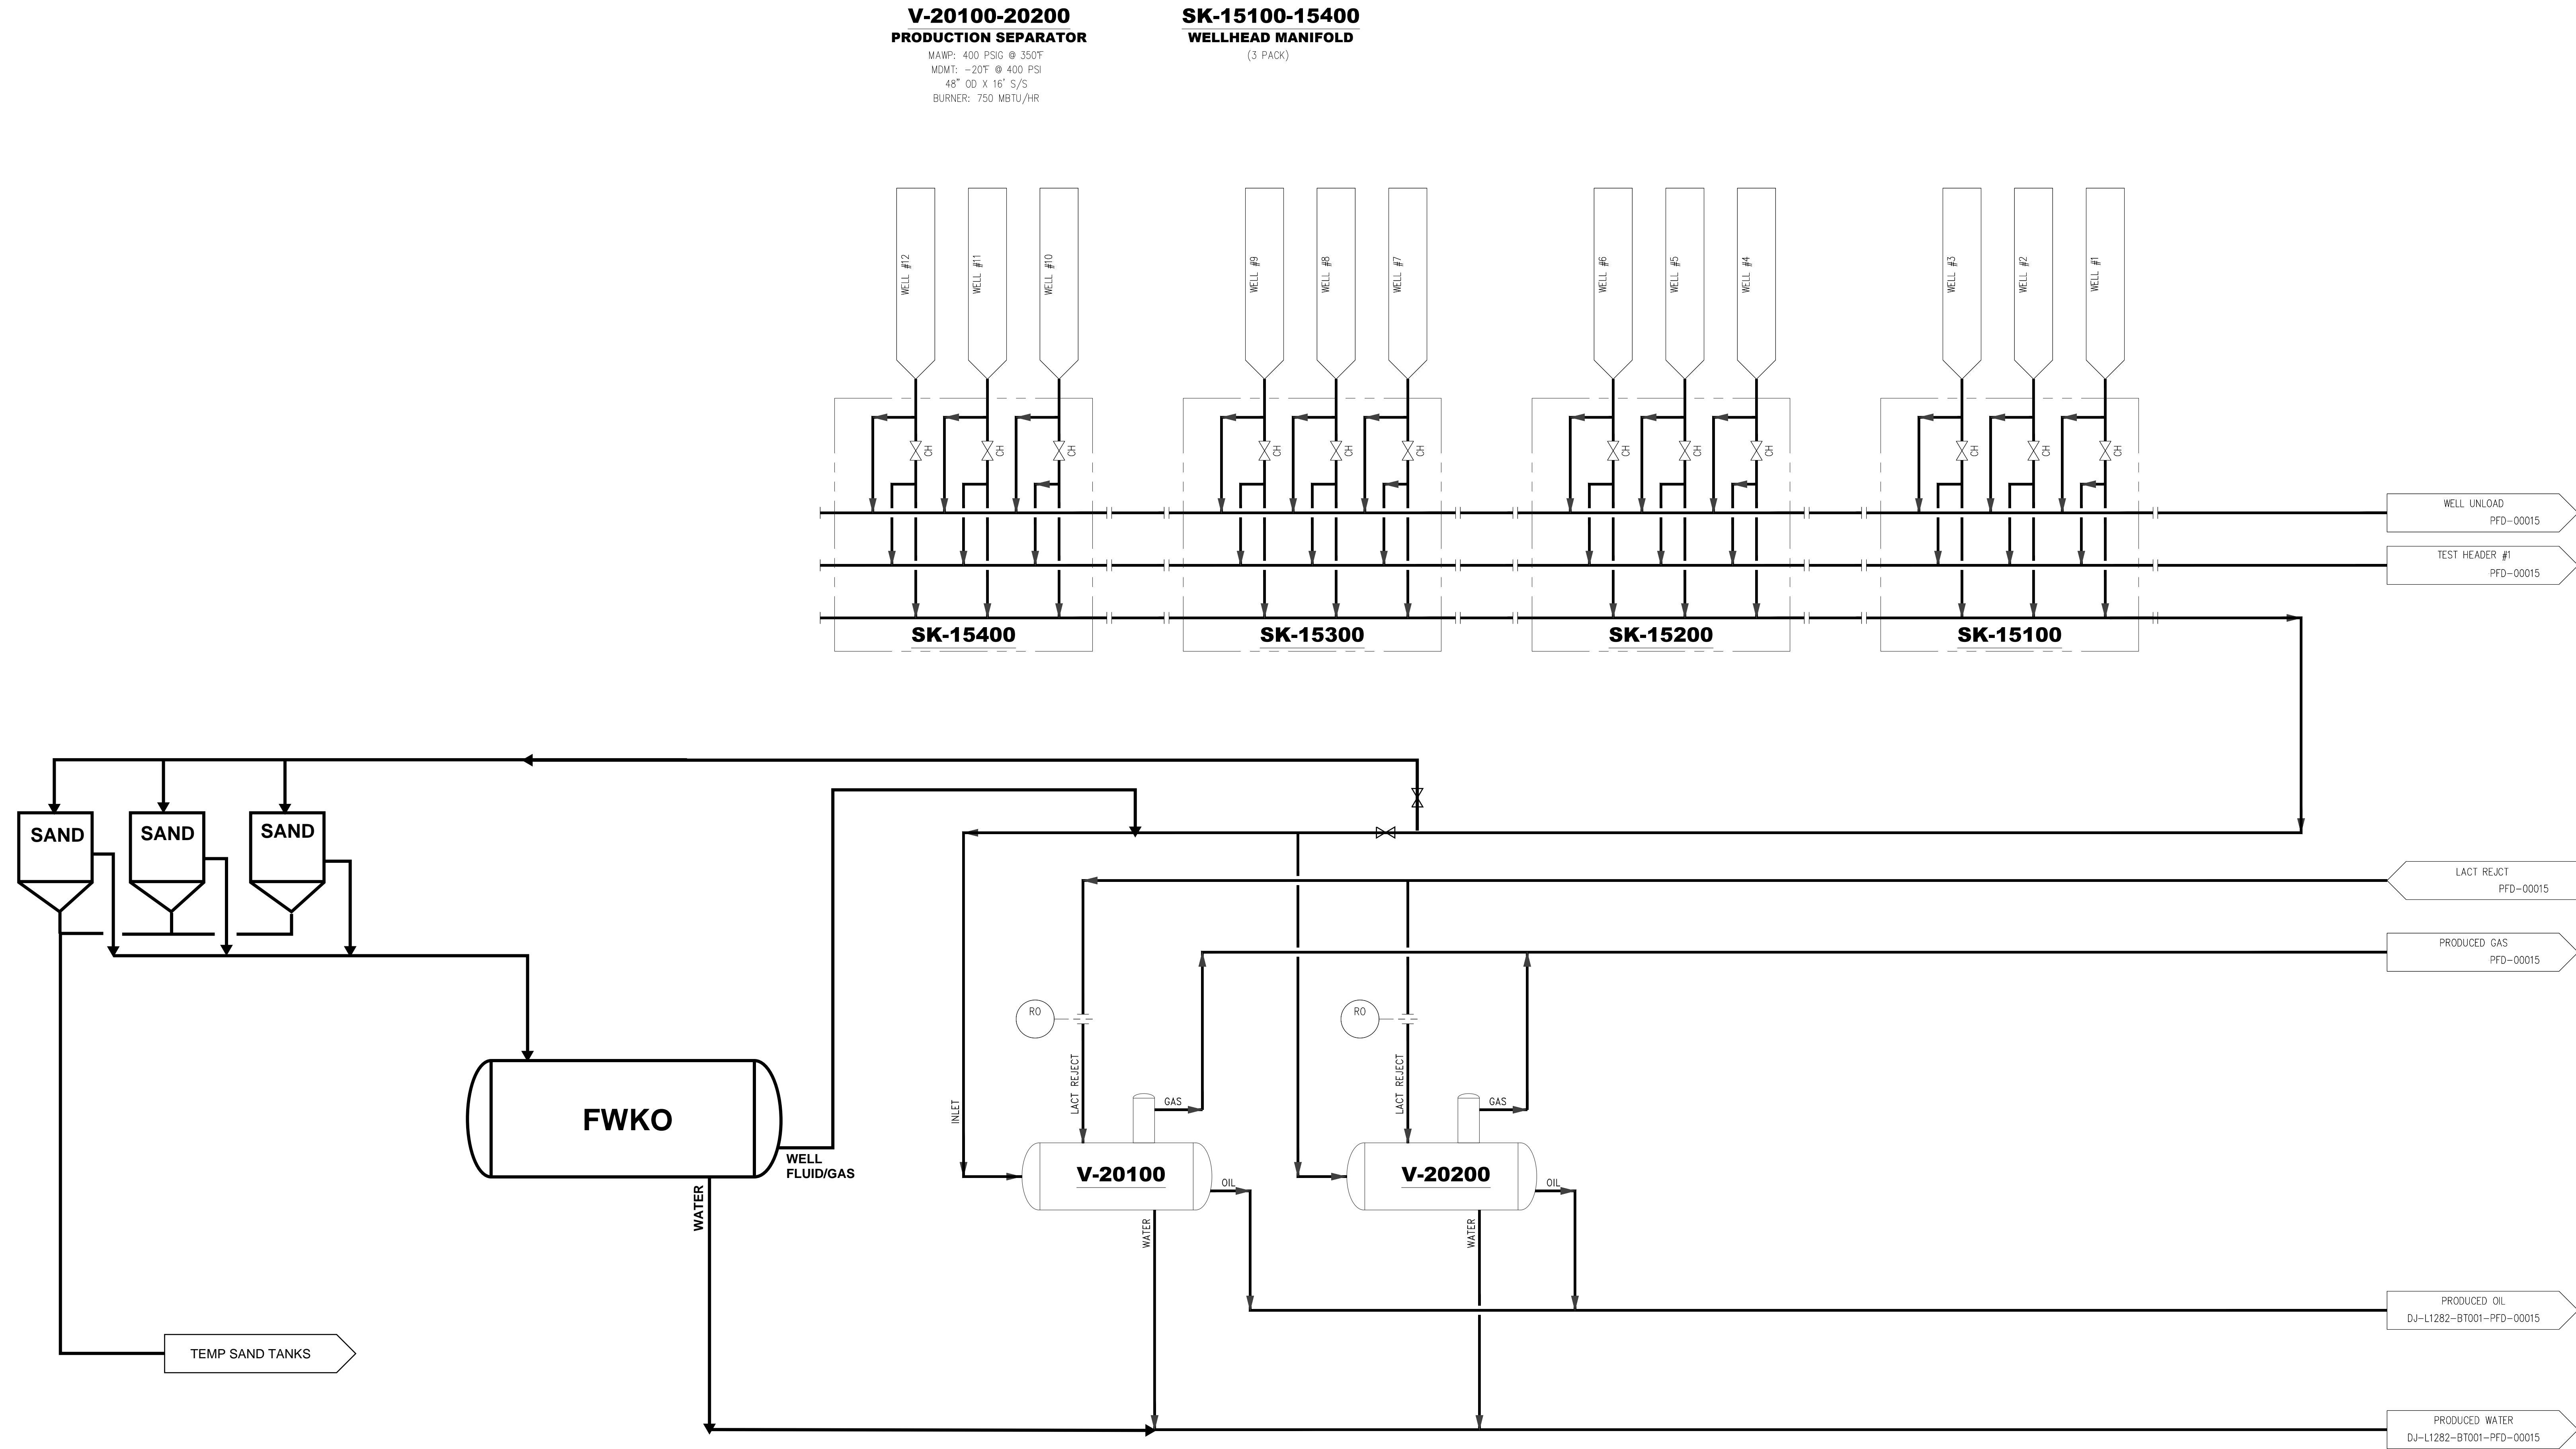 V-20100-20200
PRODUCTION SEPARATOR
MAWP: 400 PSIG @ 350°F
MDMT: -20°F @ 400 PSI
48" OD X 16' S/S
BURNER: 750 MBTU/HR
SK-15100-15400
WELLHEAD MANIFOLD
(3 PACK)
WELL #12
WELL #11
WELL #10
WELL #9
WELL #8
WELL #7
WELL #6
WELL #5
WELL #4
WELL #3
WELL #2
WELL #1
CH
CH
CH
CH
CH
CH
CH
CH
CH
CH
CH
CH
WELL UNLOAD
PFD-00015
TEST HEADER #1
PFD-00015
SK-15400
SK-15300
SK-15200
SK-15100
SAND
SAND
SAND
LACT REJCT
PFD-00015
PRODUCED GAS
PFD-00015
RO
RO
INLET
LACT REJECT
GAS
LACT REJECT
GAS
FWKO
WELL
FLUID/GAS
WATER
V-20100
OIL
WATER
V-20200
OIL
WATER
PRODUCED OIL
DJ-L1282-BT001-PFD-00015
TEMP SAND TANKS
PRODUCED WATER
DJ-L1282-BT001-PFD-00015